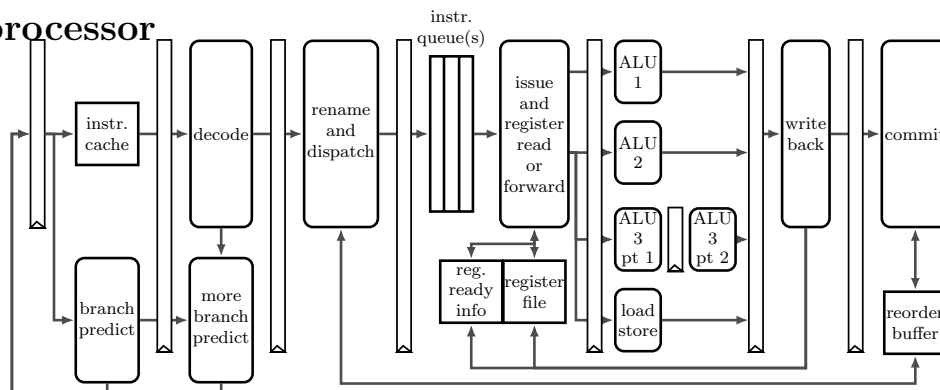 processor
instr.
queue(s)
instr.
cache
decode
rename
and
dispatch
issue
and
register
read
or
forward
ALU
1
ALU
2
ALU
3
pt 1
ALU
3
pt 2
load
store
write
back
commit
branch
predict
more
branch
predict
reg.
ready
info
register
file
reorder
buffer